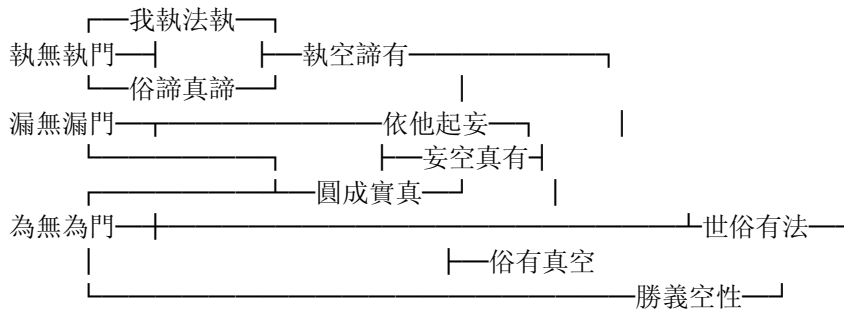 我執法執
執無執門 執空諦有
俗諦真諦
漏無漏門 依他起妄
妄空真有
圓成實真
為無為門 世俗有法
俗有真空
勝義空性